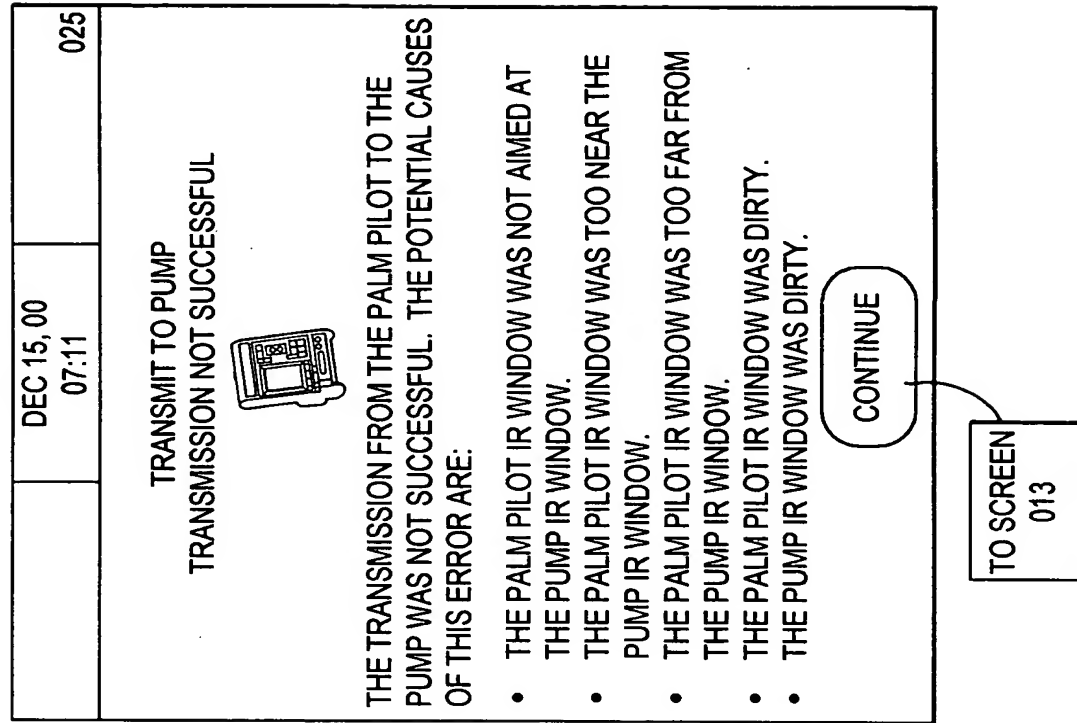 DEC 15, 00
07:11
025
TRANSMIT TO PUMP
TRANSMISSION NOT SUCCESSFUL
THE TRANSMISSION FROM THE PALM PILOT TO THE
PUMP WAS NOT SUCCESSFUL. THE POTENTIAL CAUSES
OF THIS ERROR ARE:
• THE PALM PILOT IR WINDOW WAS NOT AIMED AT
THE PUMP IR WINDOW.
• THE PALM PILOT IR WINDOW WAS TOO NEAR THE
PUMP IR WINDOW.
• THE PALM PILOT IR WINDOW WAS TOO FAR FROM
THE PUMP IR WINDOW.
• THE PALM PILOT IR WINDOW WAS DIRTY.
• THE PUMP IR WINDOW WAS DIRTY.
CONTINUE
TO SCREEN
013